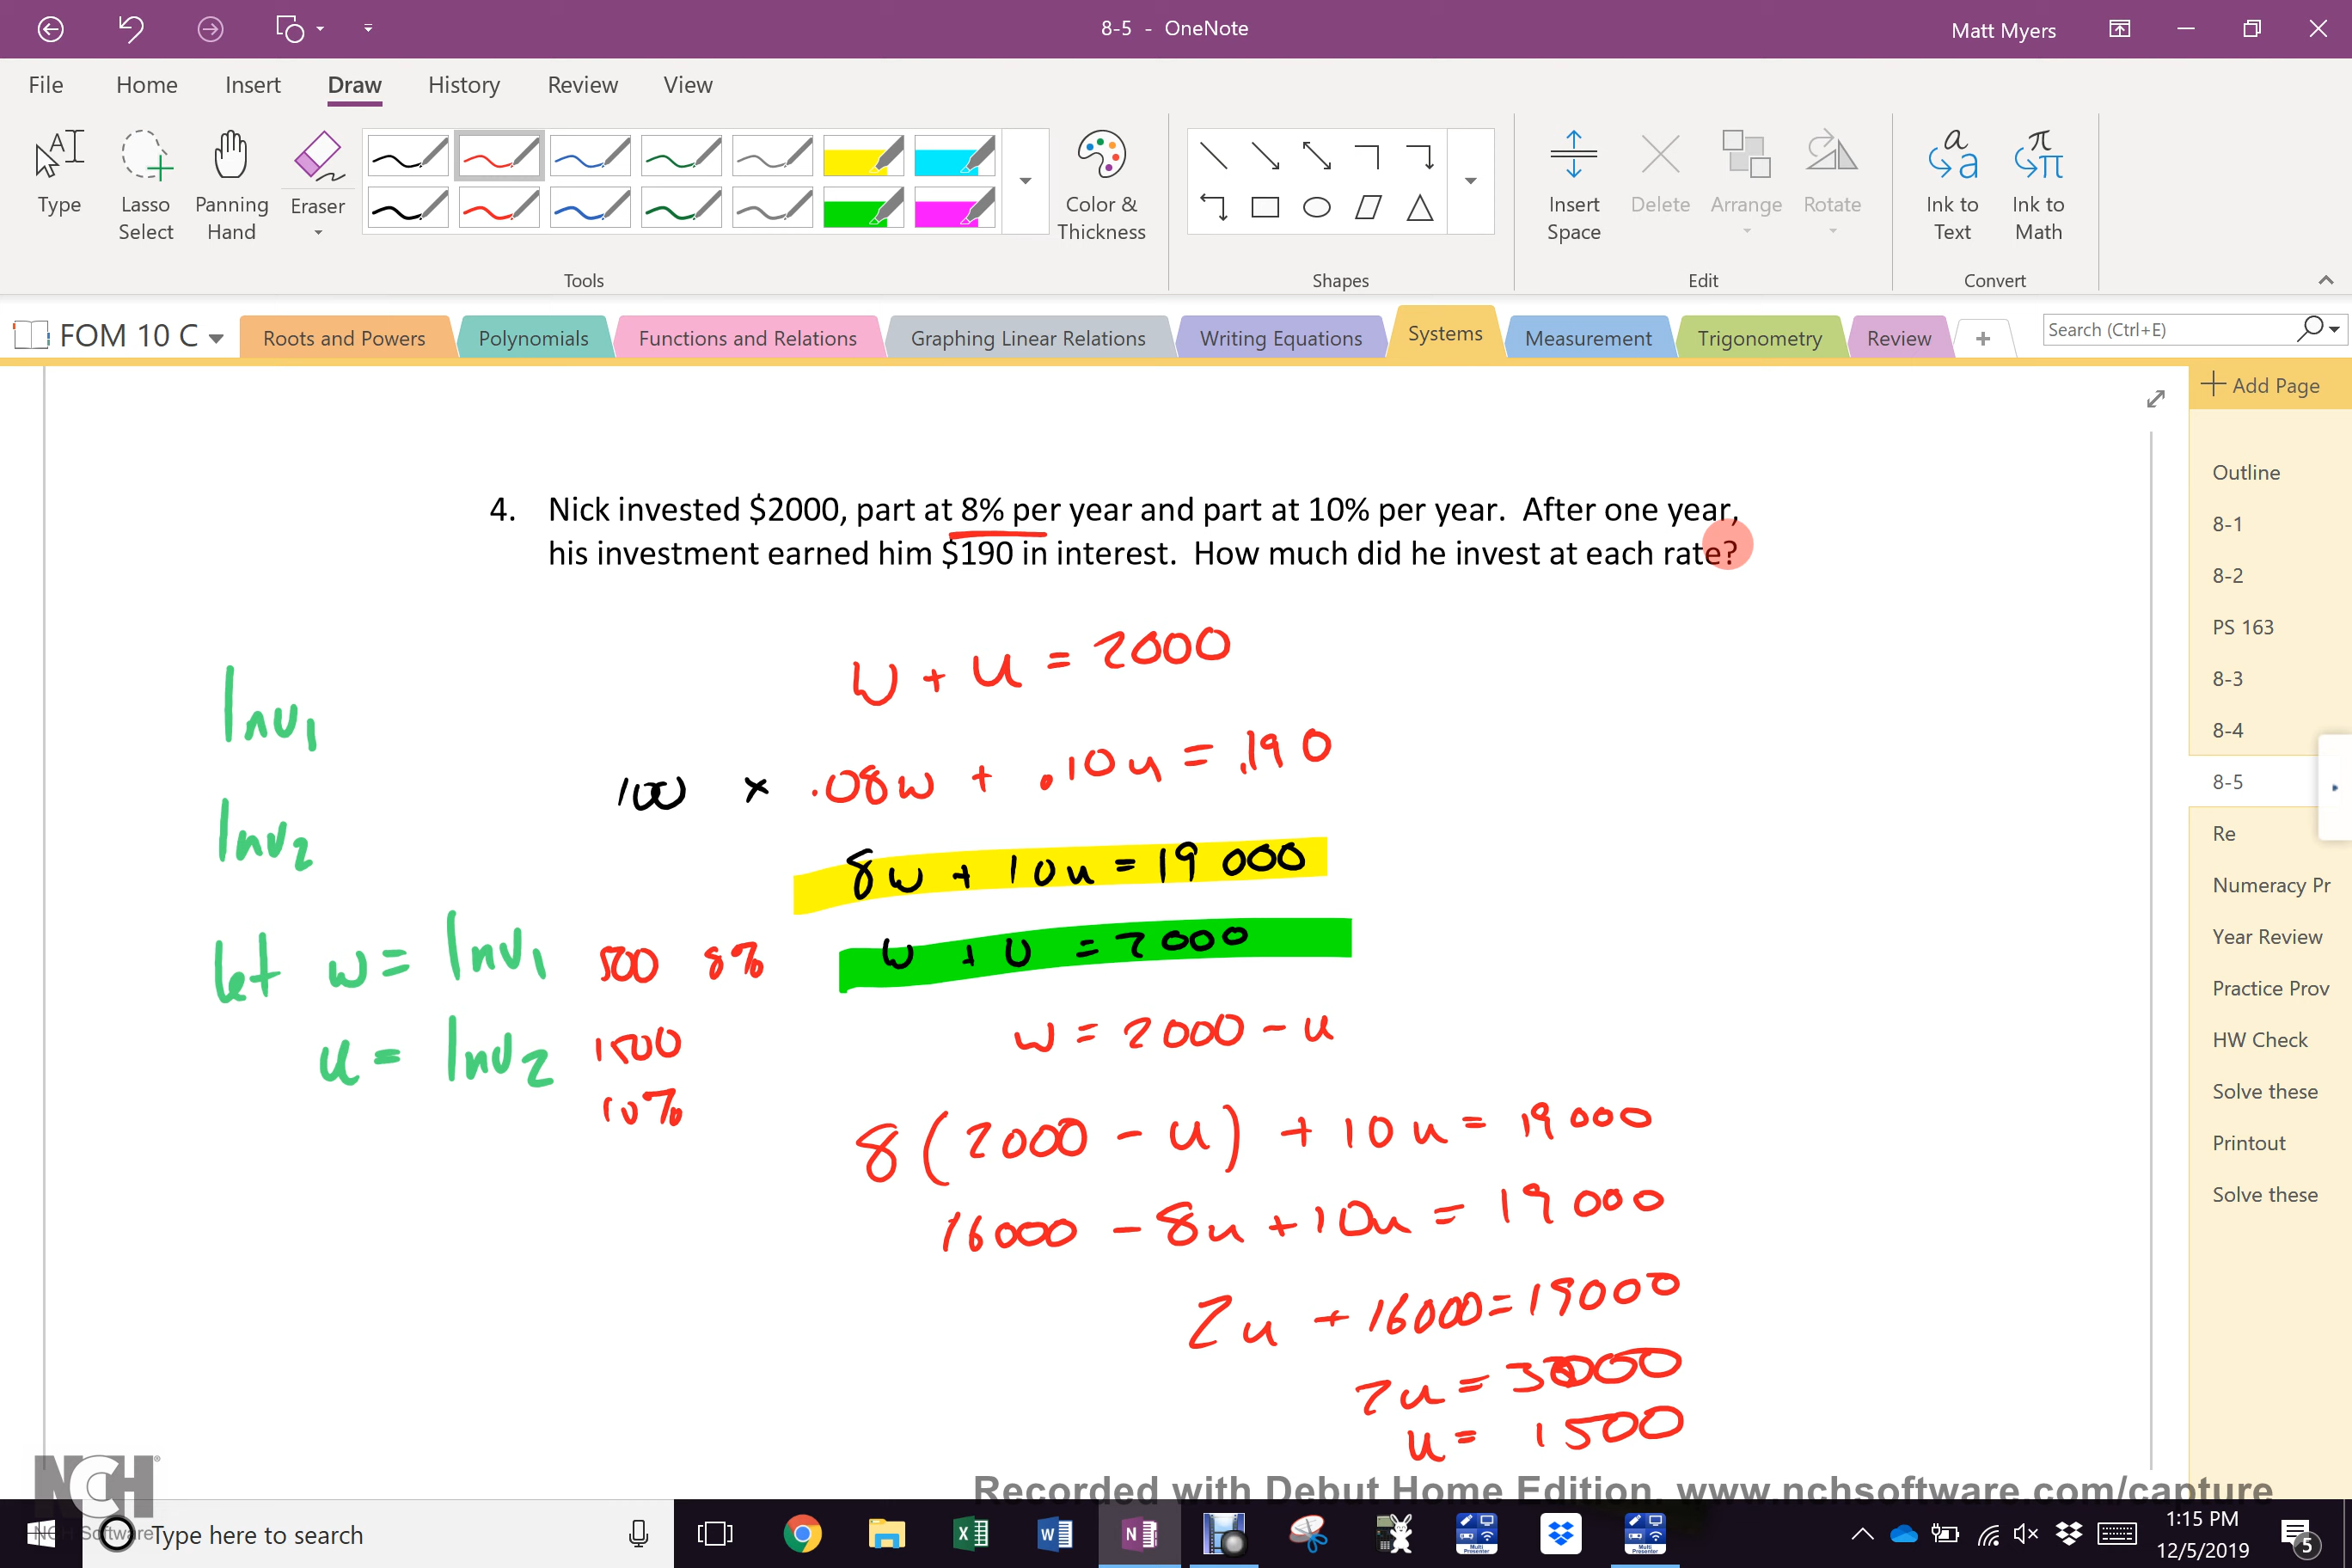 8-5 - OneNote
Matt Myers
File Home Insert Draw History Review View
Type
Lasso Select
Panning Hand
Eraser
Color & Thickness
Insert Space
Delete
Arrange
Rotate
Ink to Text
Ink to Math
Tools
Shapes
Edit
Convert
FOM 10 C
Roots and Powers
Polynomials
Functions and Relations
Graphing Linear Relations
Writing Equations
Systems
Measurement
Trigonometry
Review
Search (Ctrl+E)
Add Page
Outline
8-1
8-2
PS 163
8-3
8-4
8-5
Re
Numeracy Pr
Year Review
Practice Prov
HW Check
Solve these
Printout
Solve these
4. Nick invested $2000, part at 8% per year and part at 10% per year. After one year,
his investment earned him $190 in interest. How much did he invest at each rate?
Inv1
Inv2
let w = Inv1 500 8%
u = Inv2 1500
10%
w + u = 2000
100 × .08w + .10u = .190
8w + 10u = 19 000
w + u = 2000
w = 2000 - u
8(2000 - u) + 10u = 19 000
16000 - 8u + 10u = 19 000
2u + 16000 = 19000
2u = 3000
u = 1500
NCH
NCH Software
Recorded with Debut Home Edition. www.nchsoftware.com/capture
Type here to search
1:15 PM
12/5/2019
5